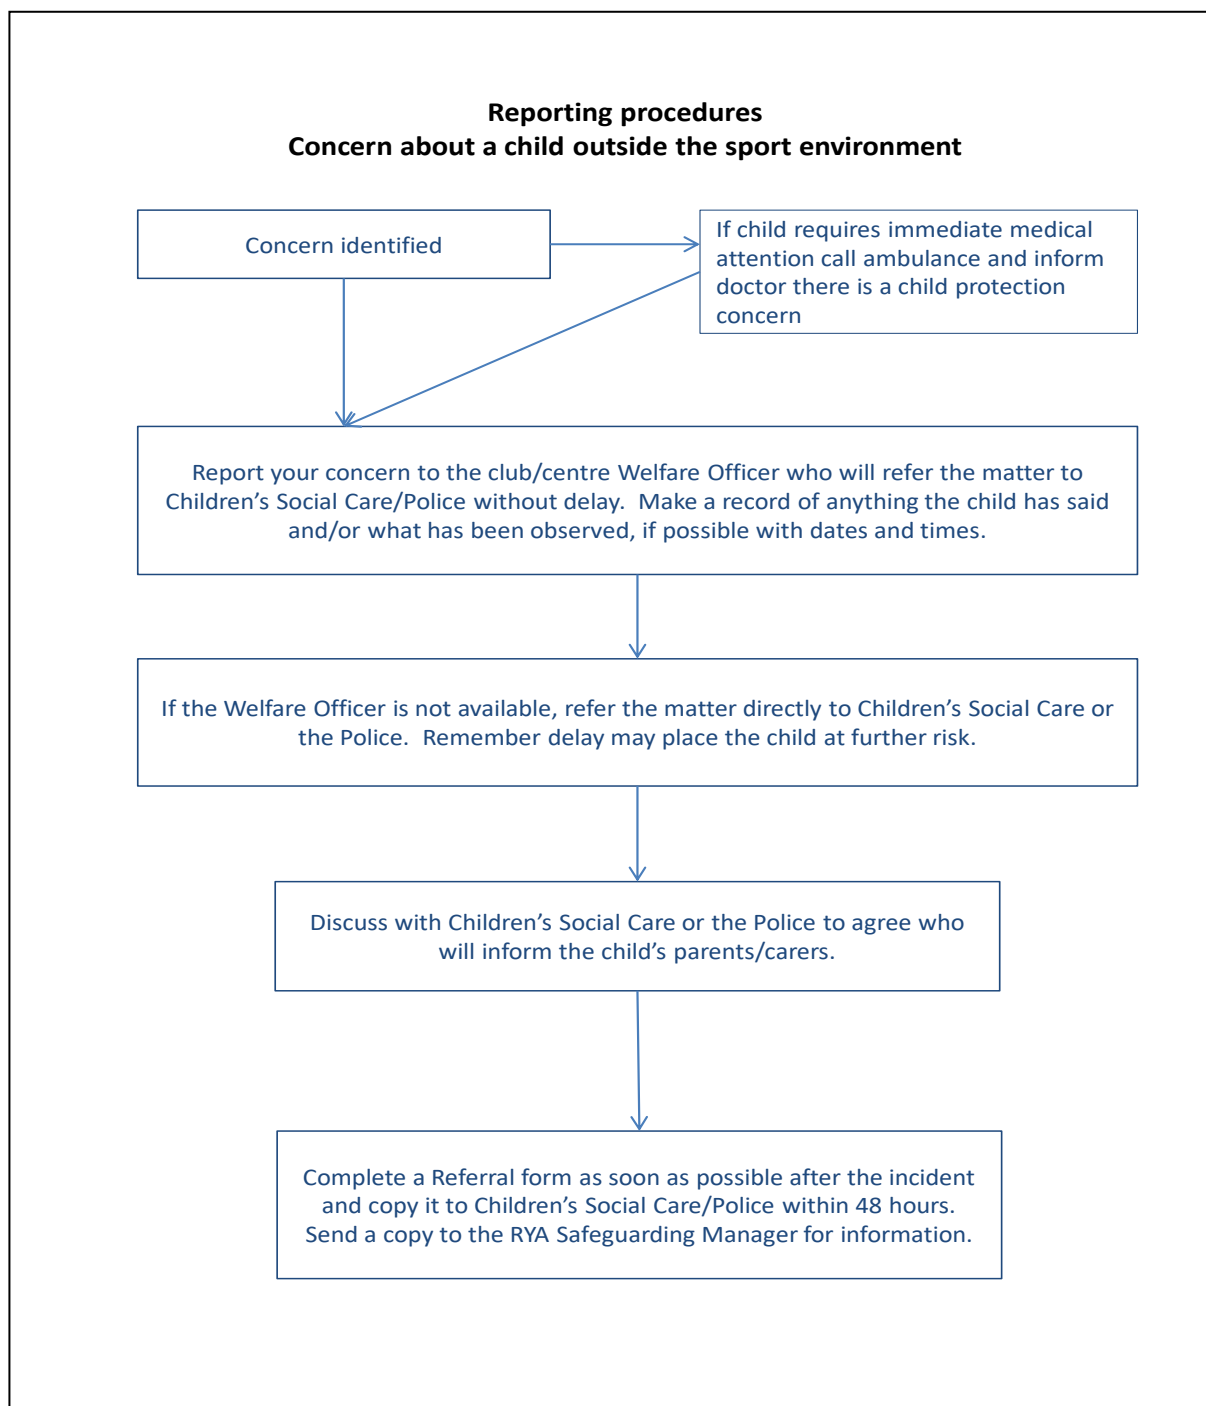 Reporting procedures
Concern about a child outside the sport environment
Concern identified
If child requires immediate medical
attention call ambulance and inform
doctor there is a child protection
concern
Report your concern to the club/centre Welfare Officer who will refer the matter to
Children’s Social Care/Police without delay.  Make a record of anything the child has said
and/or what has been observed, if possible with dates and times.
If the Welfare Officer is not available, refer the matter directly to Children’s Social Care or
the Police.  Remember delay may place the child at further risk.
Discuss with Children’s Social Care or the Police to agree who
will inform the child’s parents/carers.
Complete a Referral form as soon as possible after the incident
and copy it to Children’s Social Care/Police within 48 hours.
Send a copy to the RYA Safeguarding Manager for information.